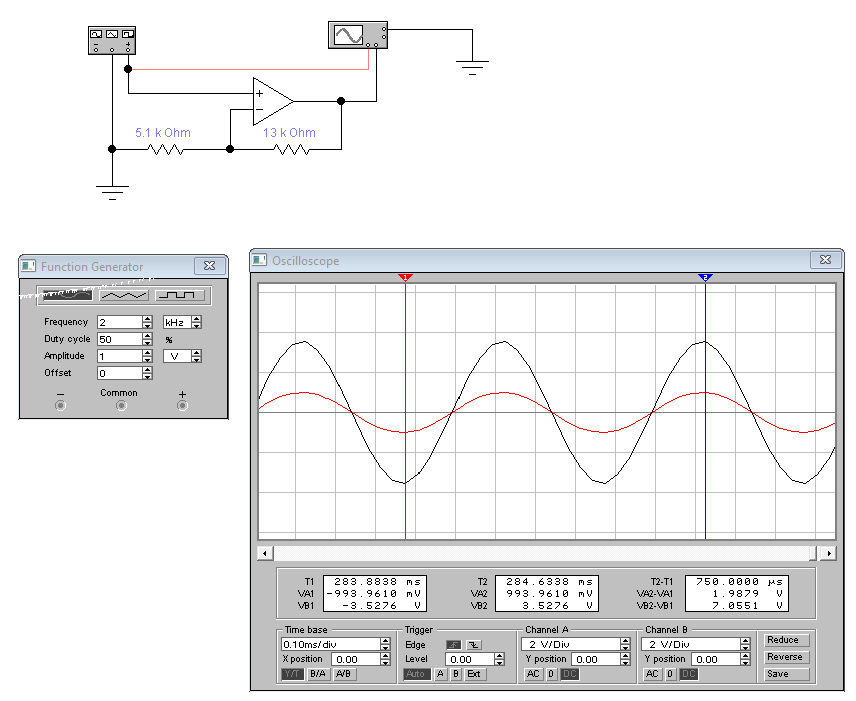 − +
5.1 k Ohm 13 k Ohm
+
−
Function Generator
Frequency 2 kHz
Duty cycle 50 %
Amplitude 1 V
Offset 0
− Common +
Oscilloscope
1 2
T1 283.8838 ms T2 284.6338 ms T2-T1 750.0000 µs
VA1 -993.9610 mV VA2 993.9610 mV VA2-VA1 1.9879 V
VB1 -3.5276 V VB2 3.5276 V VB2-VB1 7.0551 V
Time base Trigger Channel A Channel B
0.10ms/div Edge 2 V/Div 2 V/Div Reduce
X position 0.00 Level 0.00 Y position 0.00 Y position 0.00 Reverse
Y/T B/A A/B Auto A B Ext AC 0 DC AC 0 DC Save